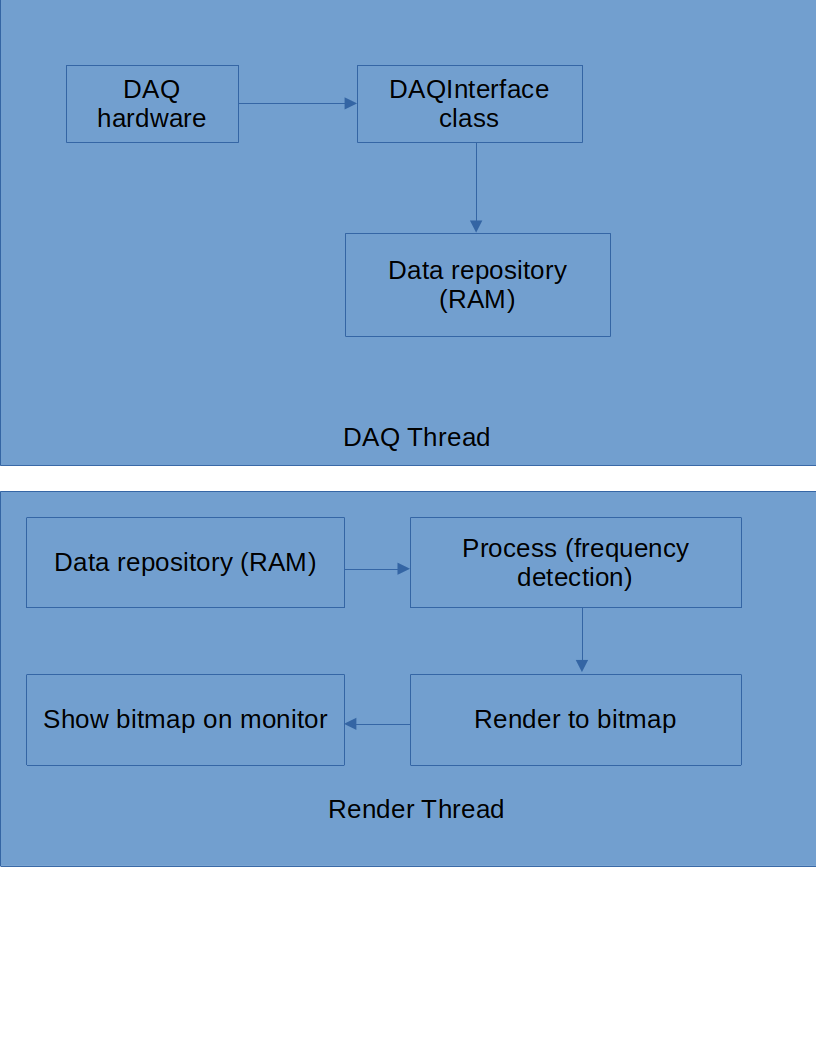 DAQ
hardware
DAQInterface
class
Data repository
(RAM)
DAQ Thread
Data repository (RAM)
Process (frequency
detection)
Show bitmap on monitor
Render to bitmap
Render Thread